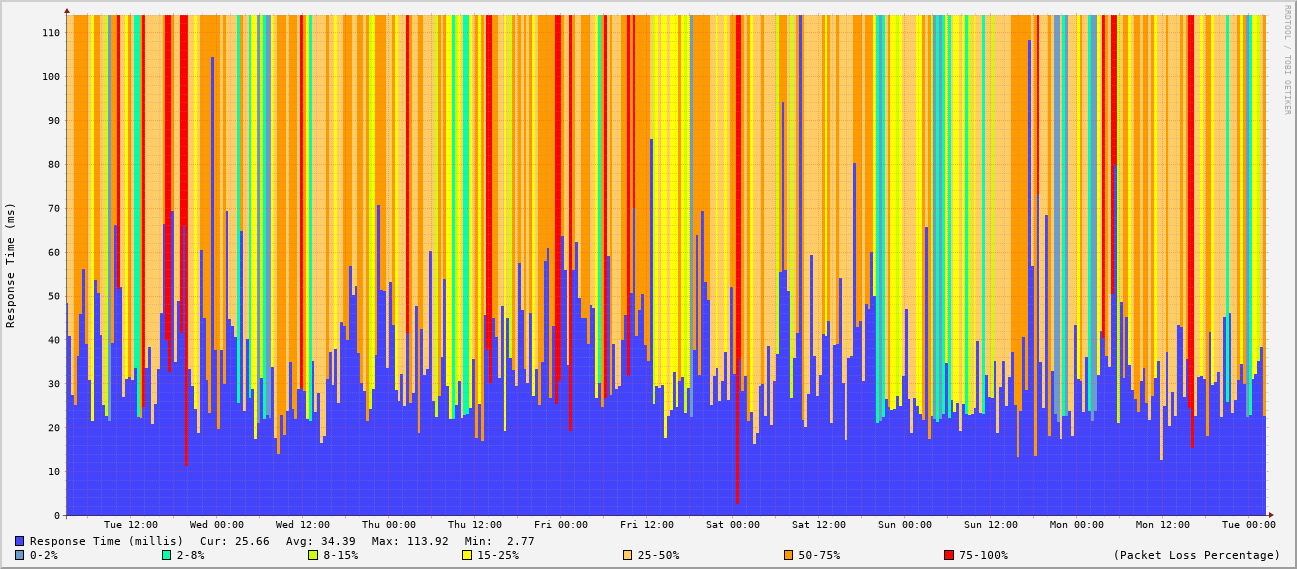 RRDTOOL / TOBI OETIKER
Response Time (ms)
110
100
90
80
70
60
50
40
30
20
10
0
Tue 12:00 Wed 00:00 Wed 12:00 Thu 00:00 Thu 12:00 Fri 00:00 Fri 12:00 Sat 00:00 Sat 12:00 Sun 00:00 Sun 12:00 Mon 00:00 Mon 12:00 Tue 00:00
Response Time (millis) Cur: 25.66 Avg: 34.39 Max: 113.92 Min: 2.77
0-2% 2-8% 8-15% 15-25% 25-50% 50-75% 75-100% (Packet Loss Percentage)